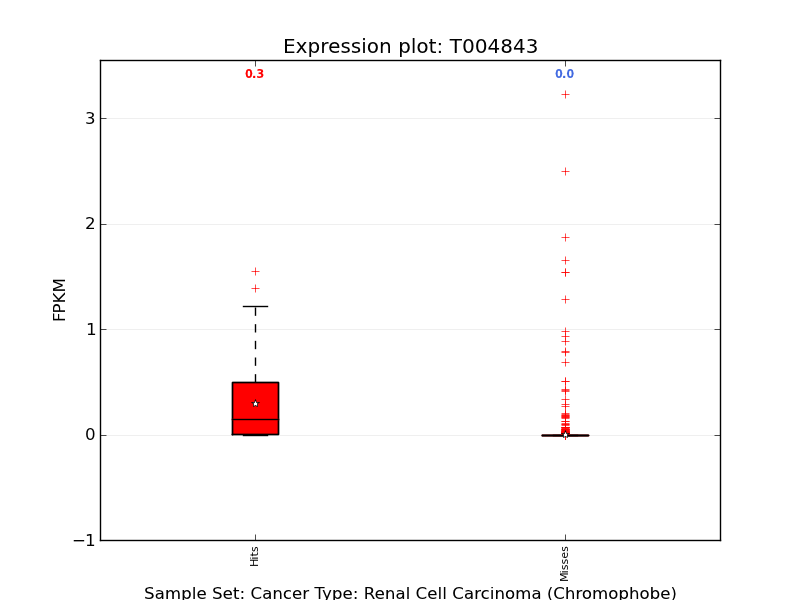 Expression plot: T004843
0.3
0.0
3
2
1
0
−1
FPKM
Hits
Misses
Sample Set: Cancer Type: Renal Cell Carcinoma (Chromophobe)